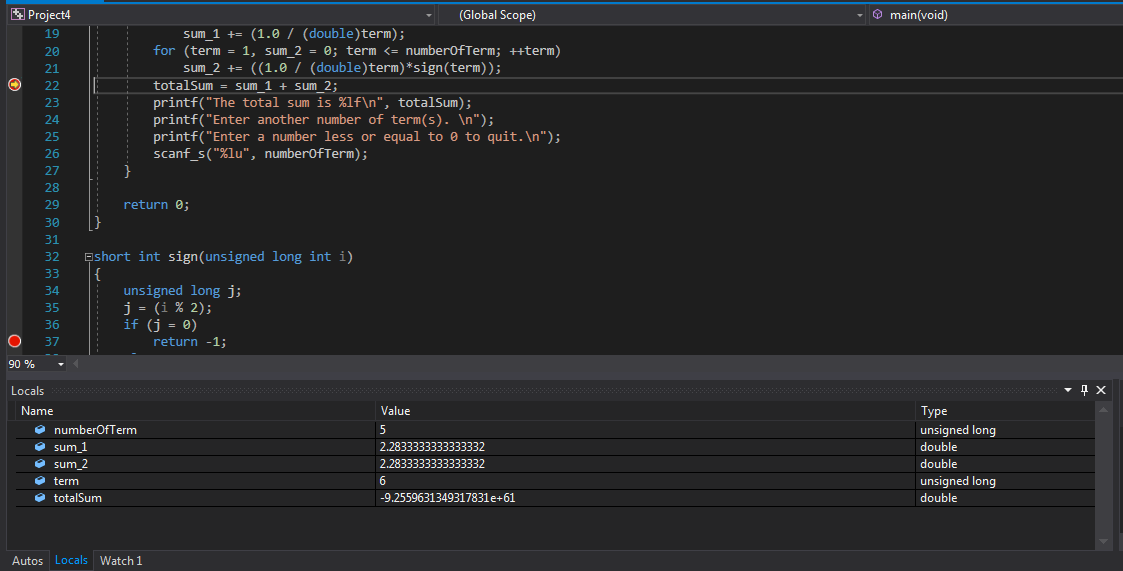 Project4 (Global Scope) main(void)
19 sum_1 += (1.0 / (double)term);
20 for (term = 1, sum_2 = 0; term <= numberOfTerm; ++term)
21 sum_2 += ((1.0 / (double)term)*sign(term));
22 totalSum = sum_1 + sum_2;
23 printf("The total sum is %lf\n", totalSum);
24 printf("Enter another number of term(s). \n");
25 printf("Enter a number less or equal to 0 to quit.\n");
26 scanf_s("%lu", numberOfTerm);
27 }
28
29 return 0;
30 }
31
32 short int sign(unsigned long int i)
33 {
34 unsigned long j;
35 j = (i % 2);
36 if (j = 0)
37 return -1;
90 %
Locals
Name Value Type
numberOfTerm 5 unsigned long
sum_1 2.2833333333333332 double
sum_2 2.2833333333333332 double
term 6 unsigned long
totalSum -9.2559631349317831e+61 double
Autos Locals Watch 1